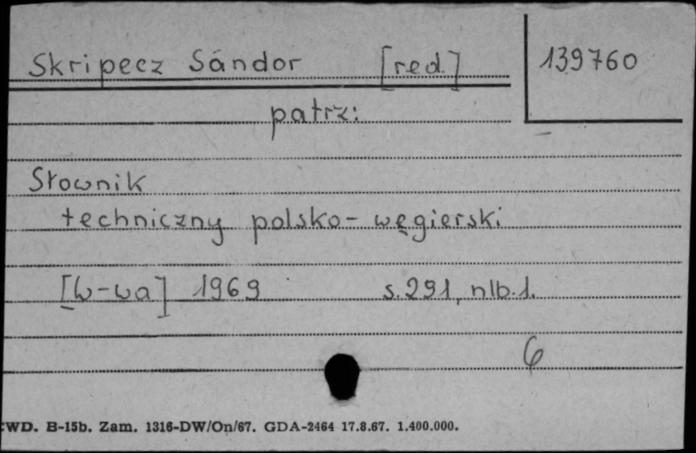 Skripecz Sándor [red.] 139760
patrz:
Słownik
techniczny polsko-węgierski
[W-wa] 1969 s.291, nlb.1.
6
CWD. B-15b. Zam. 1316-DW/On/67. GDA-2464 17.8.67. 1.400.000.